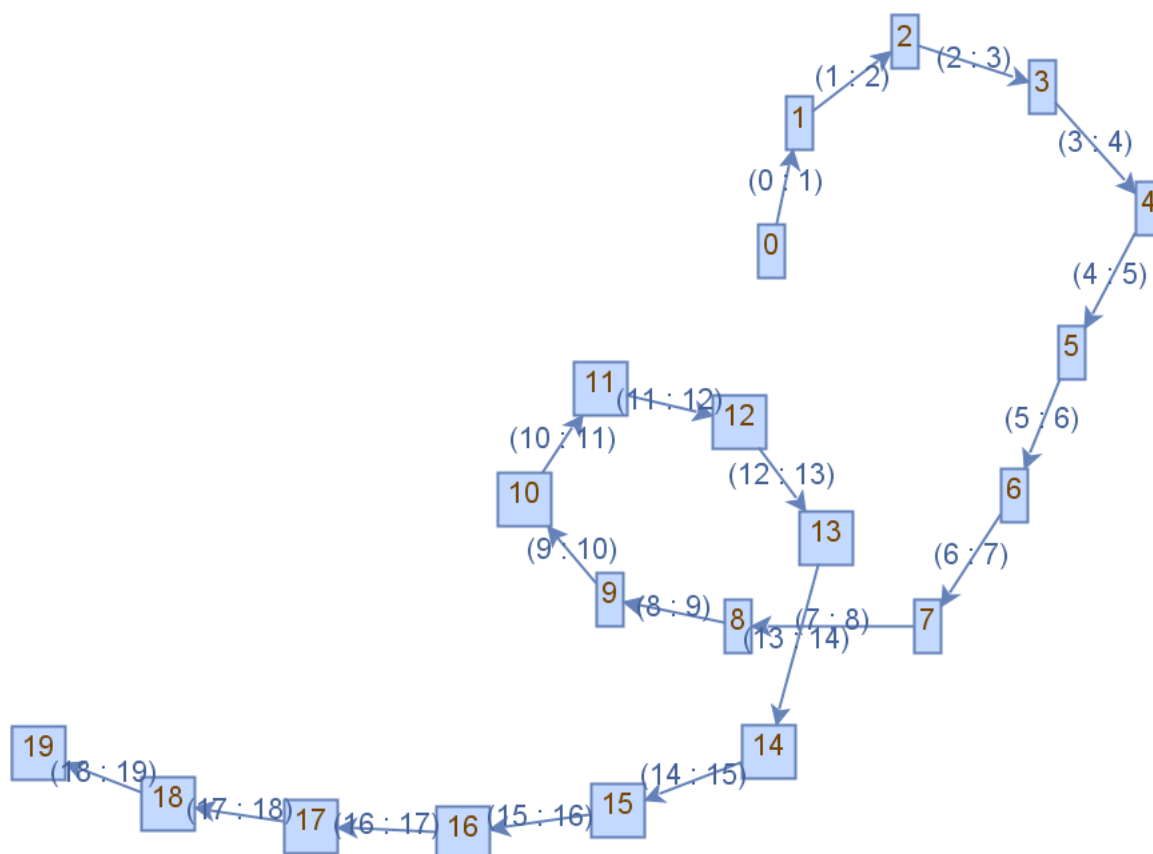 2
(2 : 3)
(1 : 2)
3
1
(3 : 4)
(0 : 1)
4
0
(4 : 5)
5
11
(11 : 12)
12
(5 : 6)
(10 : 11)
(12 : 13)
6
10
13
(9 : 10)
(6 : 7)
9
(8 : 9)
8
(7 : 8)
7
(13 : 14)
19
14
(18 : 19)
(14 : 15)
18
15
(17 : 18)
17
(16 : 17)
16
(15 : 16)